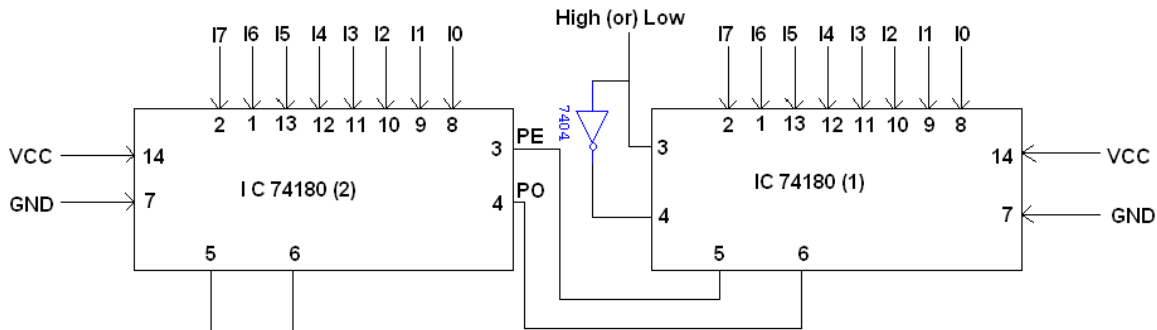 High (or) Low
I7 I6 I5 I4 I3 I2 I1 I0
I7 I6 I5 I4 I3 I2 I1 I0
7404
2 1 13 12 11 10 9 8
2 1 13 12 11 10 9 8
VCC 14 3 PE
3 14 VCC
I C 74180 (2)
IC 74180 (1)
GND 7 4 PO
4 7 GND
5 6
5 6